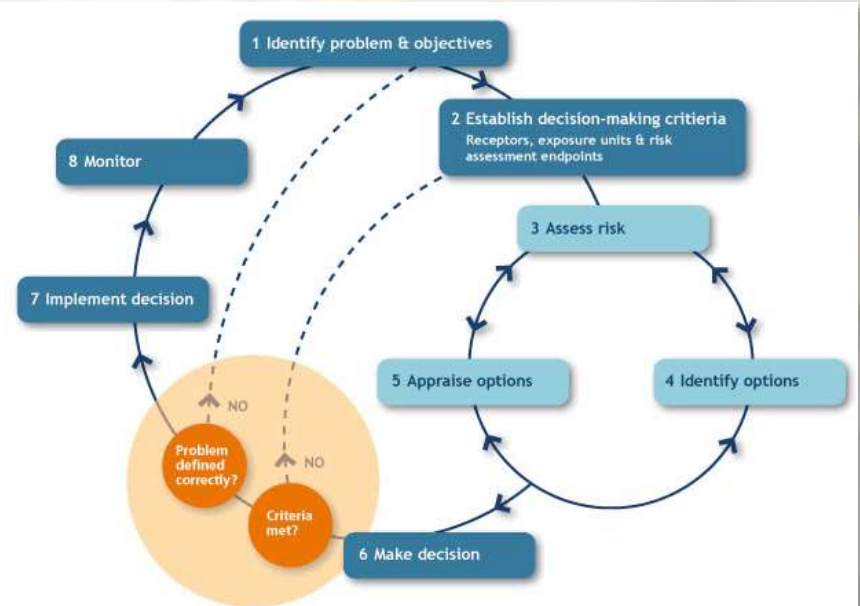 1 Identify problem & objectives
2 Establish decision-making critieria
Receptors, exposure units & risk
assessment endpoints
3 Assess risk
4 Identify options
5 Appraise options
6 Make decision
Criteria
met?
NO
Problem
defined
correctly?
NO
7 Implement decision
8 Monitor